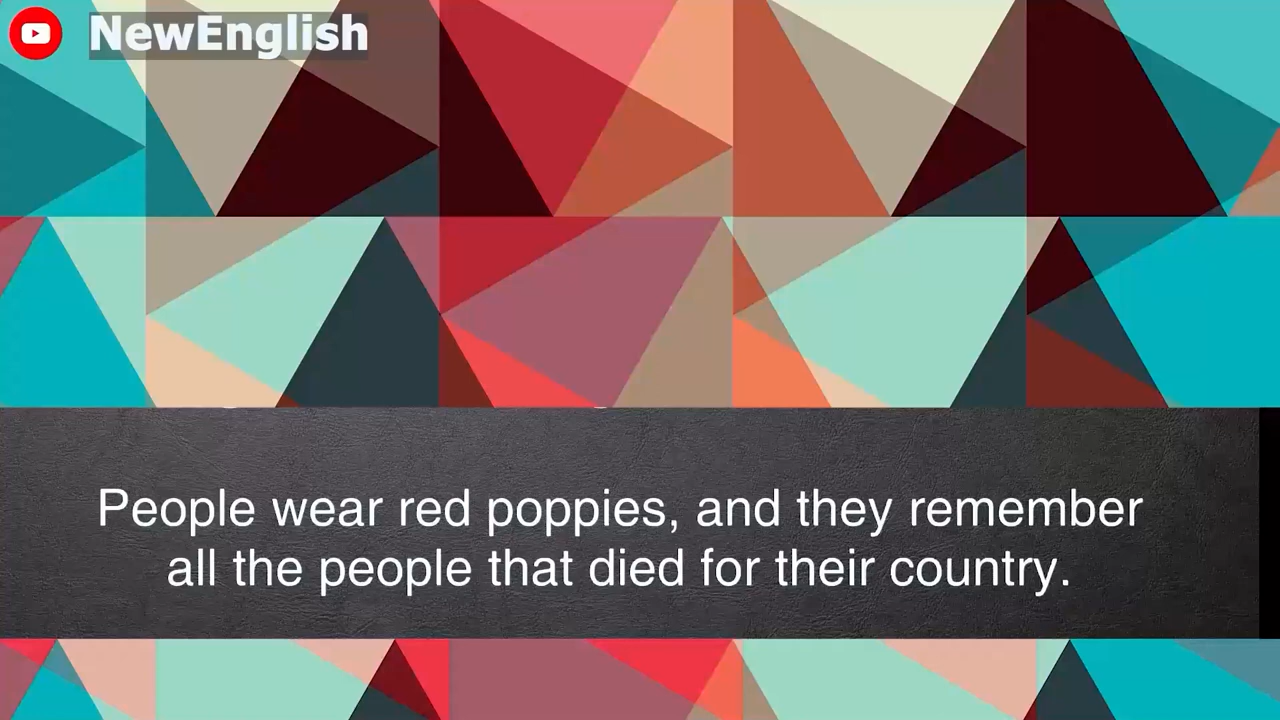 NewEnglish
People wear red poppies, and they remember
all the people that died for their country.